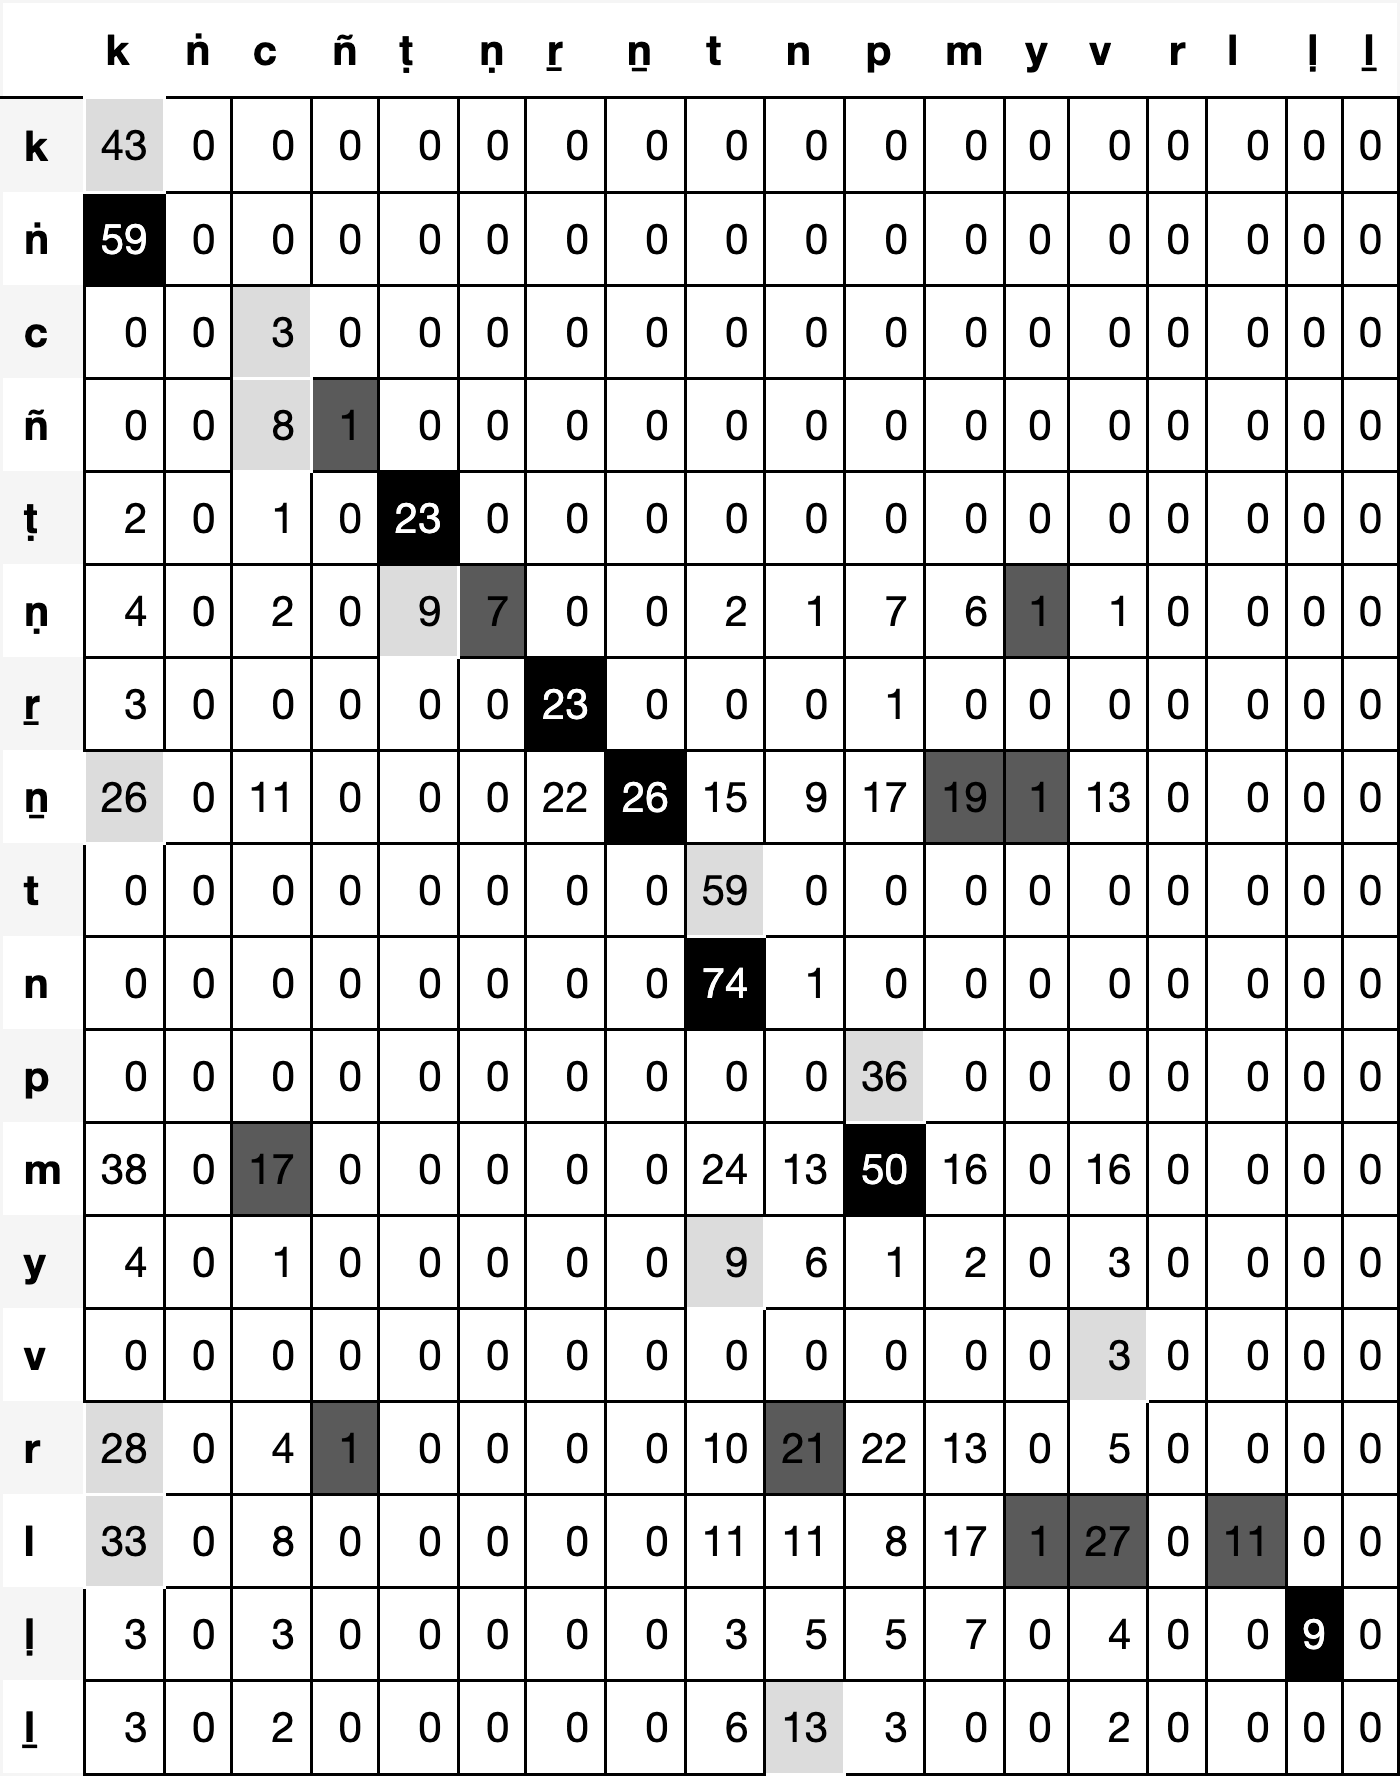 k ṅ c ñ ṭ ṇ ṟ ṉ t n p m y v r l ḷ ḻ
k 43 0 0 0 0 0 0 0 0 0 0 0 0 0 0 0 0 0
ṅ 59 0 0 0 0 0 0 0 0 0 0 0 0 0 0 0 0 0
c 0 0 3 0 0 0 0 0 0 0 0 0 0 0 0 0 0 0
ñ 0 0 8 1 0 0 0 0 0 0 0 0 0 0 0 0 0 0
ṭ 2 0 1 0 23 0 0 0 0 0 0 0 0 0 0 0 0 0
ṇ 4 0 2 0 9 7 0 0 2 1 7 6 1 1 0 0 0 0
ṟ 3 0 0 0 0 0 23 0 0 0 1 0 0 0 0 0 0 0
ṉ 26 0 11 0 0 0 22 26 15 9 17 19 1 13 0 0 0 0
t 0 0 0 0 0 0 0 0 59 0 0 0 0 0 0 0 0 0
n 0 0 0 0 0 0 0 0 74 1 0 0 0 0 0 0 0 0
p 0 0 0 0 0 0 0 0 0 0 36 0 0 0 0 0 0 0
m 38 0 17 0 0 0 0 0 24 13 50 16 0 16 0 0 0 0
y 4 0 1 0 0 0 0 0 9 6 1 2 0 3 0 0 0 0
v 0 0 0 0 0 0 0 0 0 0 0 0 0 3 0 0 0 0
r 28 0 4 1 0 0 0 0 10 21 22 13 0 5 0 0 0 0
l 33 0 8 0 0 0 0 0 11 11 8 17 1 27 0 11 0 0
ḷ 3 0 3 0 0 0 0 0 3 5 5 7 0 4 0 0 9 0
ḻ 3 0 2 0 0 0 0 0 6 13 3 0 0 2 0 0 0 0